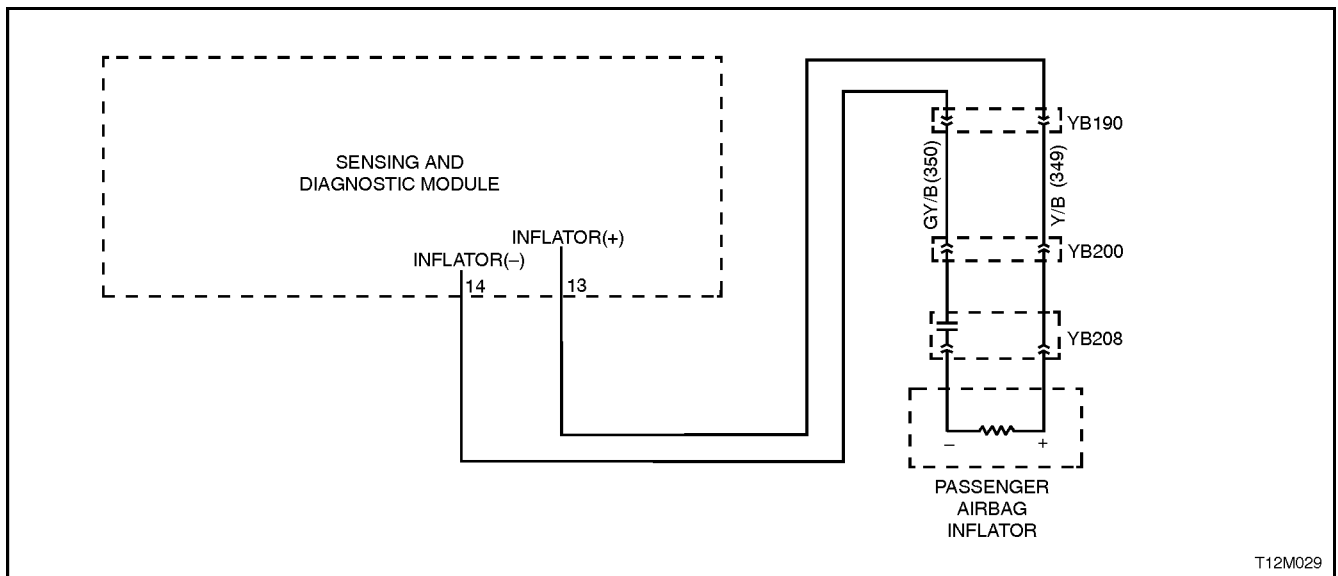 SENSING AND
DIAGNOSTIC MODULE
INFLATOR(+)
INFLATOR(–)
14
13
YB190
GY/B(350)
Y/B (349)
YB200
YB208
– +
PASSENGER
AIRBAG
INFLATOR
T12M029